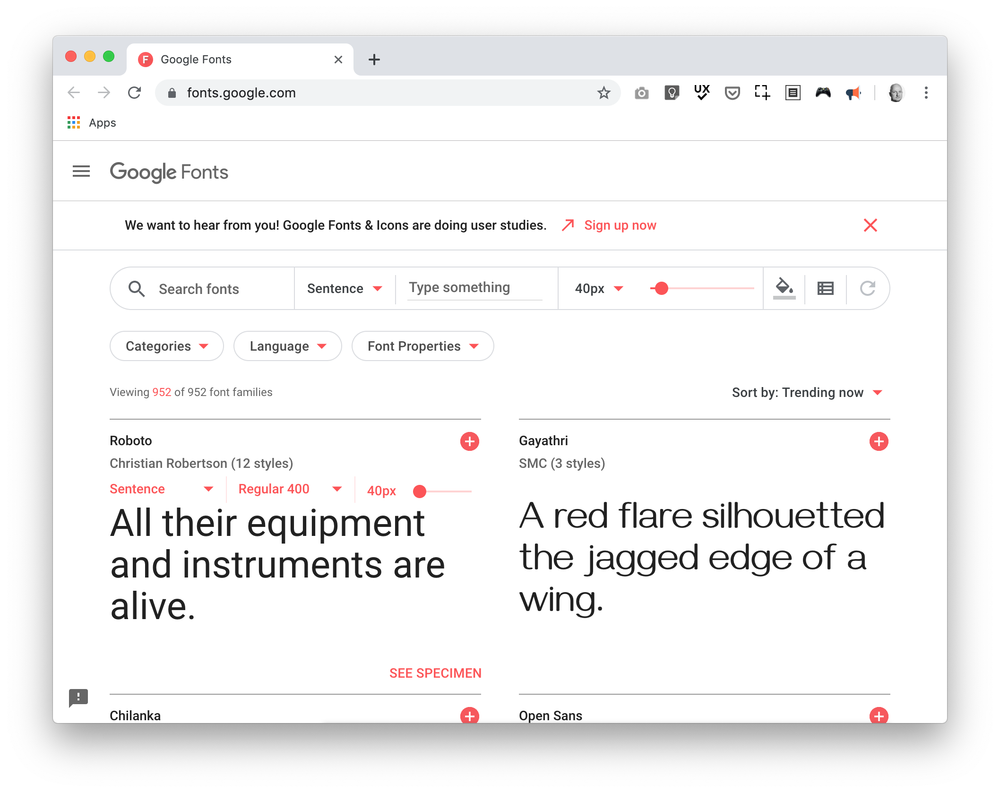 F Google Fonts
fonts.google.com
UX
Apps
Google Fonts
We want to hear from you! Google Fonts & Icons are doing user studies. Sign up now
Search fonts Sentence Type something 40px
Categories Language Font Properties
Viewing 952 of 952 font families Sort by: Trending now
Roboto
Christian Robertson (12 styles)
Sentence Regular 400 40px
All their equipment
and instruments are
alive.
SEE SPECIMEN
Gayathri
SMC (3 styles)
A red flare silhouetted
the jagged edge of a
wing.
Chilanka
Open Sans